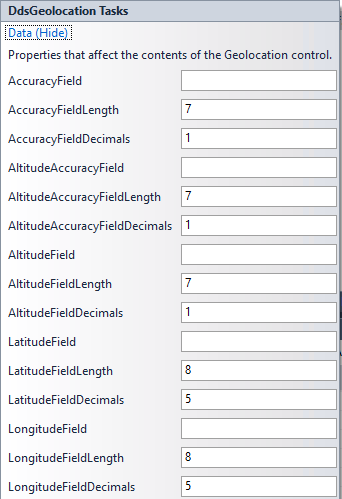 DdsGeolocation Tasks
Data (Hide)
Properties that affect the contents of the Geolocation control.
AccuracyField
AccuracyFieldLength 7
AccuracyFieldDecimals 1
AltitudeAccuracyField
AltitudeAccuracyFieldLength 7
AltitudeAccuracyFieldDecimals 1
AltitudeField
AltitudeFieldLength 7
AltitudeFieldDecimals 1
LatitudeField
LatitudeFieldLength 8
LatitudeFieldDecimals 5
LongitudeField
LongitudeFieldLength 8
LongitudeFieldDecimals 5